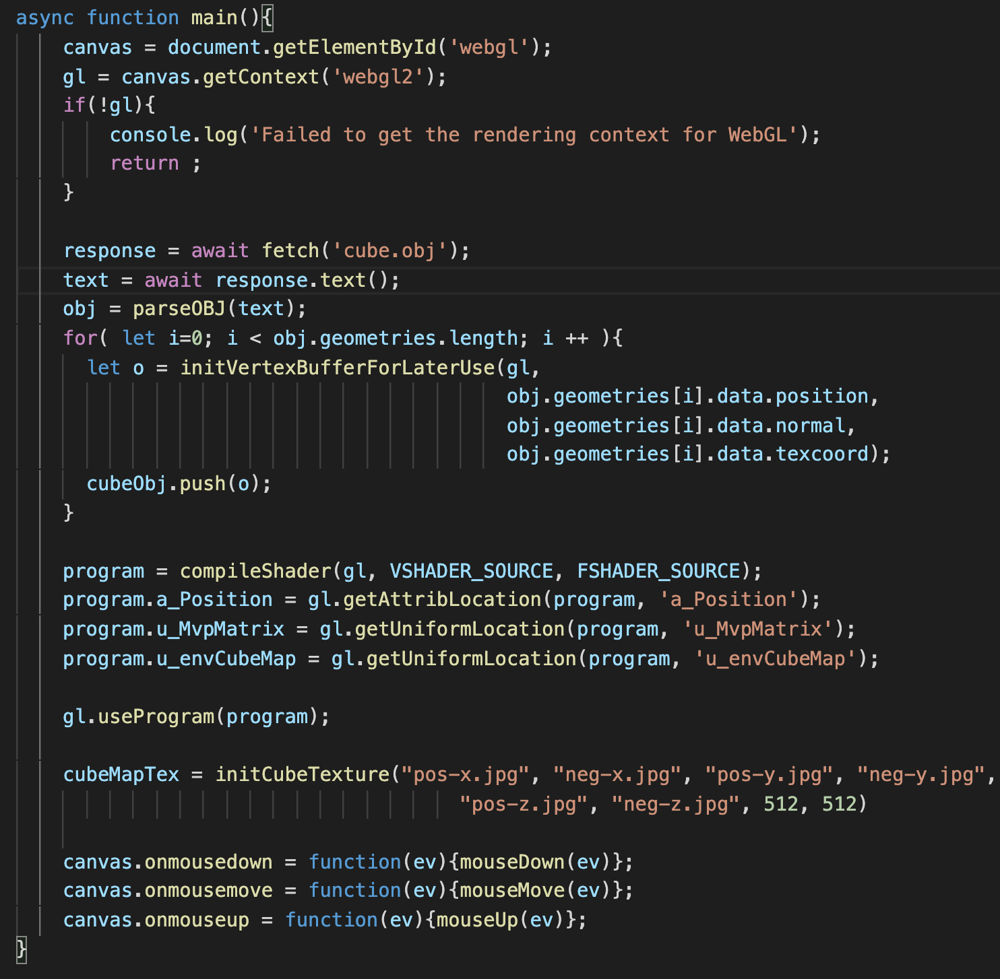 async function main(){
    canvas = document.getElementById('webgl');
    gl = canvas.getContext('webgl2');
    if(!gl){
        console.log('Failed to get the rendering context for WebGL');
        return ;
    }

    response = await fetch('cube.obj');
    text = await response.text();
    obj = parseOBJ(text);
    for( let i=0; i < obj.geometries.length; i ++ ){
      let o = initVertexBufferForLaterUse(gl,
                                          obj.geometries[i].data.position,
                                          obj.geometries[i].data.normal,
                                          obj.geometries[i].data.texcoord);
      cubeObj.push(o);
    }

    program = compileShader(gl, VSHADER_SOURCE, FSHADER_SOURCE);
    program.a_Position = gl.getAttribLocation(program, 'a_Position');
    program.u_MvpMatrix = gl.getUniformLocation(program, 'u_MvpMatrix');
    program.u_envCubeMap = gl.getUniformLocation(program, 'u_envCubeMap');

    gl.useProgram(program);

    cubeMapTex = initCubeTexture("pos-x.jpg", "neg-x.jpg", "pos-y.jpg", "neg-y.jpg",
                                      "pos-z.jpg", "neg-z.jpg", 512, 512)

    canvas.onmousedown = function(ev){mouseDown(ev)};
    canvas.onmousemove = function(ev){mouseMove(ev)};
    canvas.onmouseup = function(ev){mouseUp(ev)};
}